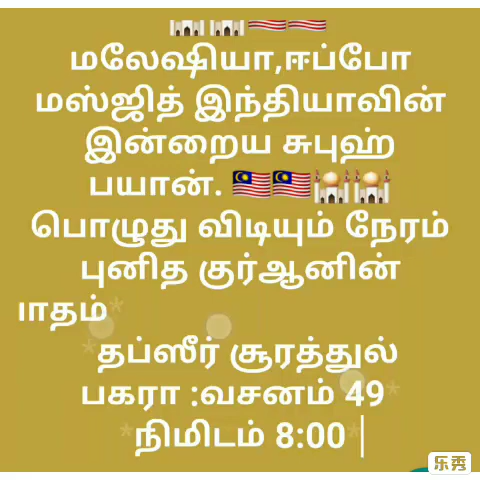 மலேஷியா,ஈப்போ
மஸ்ஜித் இந்தியாவின்
இன்றைய சுபுஹ்
பயான். 🇲🇾🇲🇾🕌🕌
பொழுது விடியும் நேரம்
புனித குர்ஆனின்
பாதம்
*தப்ஸீர் சூரத்துல்
பகரா :வசனம் 49*
*நிமிடம் 8:00*
乐秀